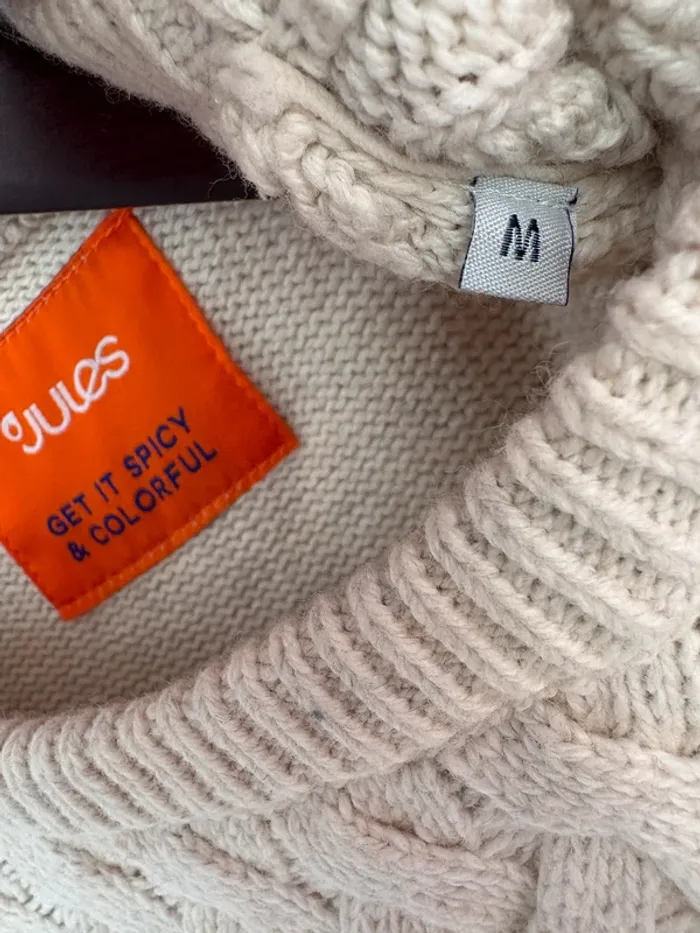 M
JULES
GET IT SPICY
& COLORFUL